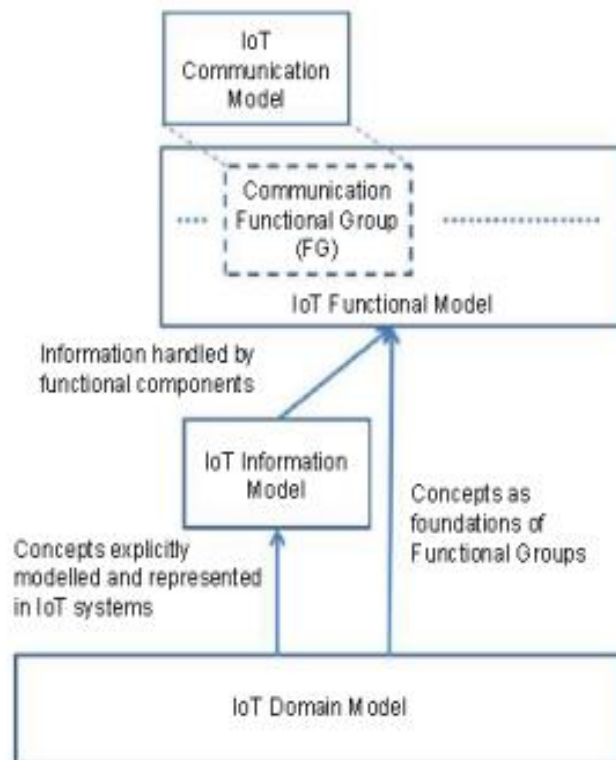 IoT
Communication
Model
Communication
Functional Group
(FG)
IoT Functional Model
Information handled by
functional components
IoT Information
Model
Concepts as
foundations of
Functional Groups
Concepts explicitly
modelled and represented
in IoT systems
IoT Domain Model